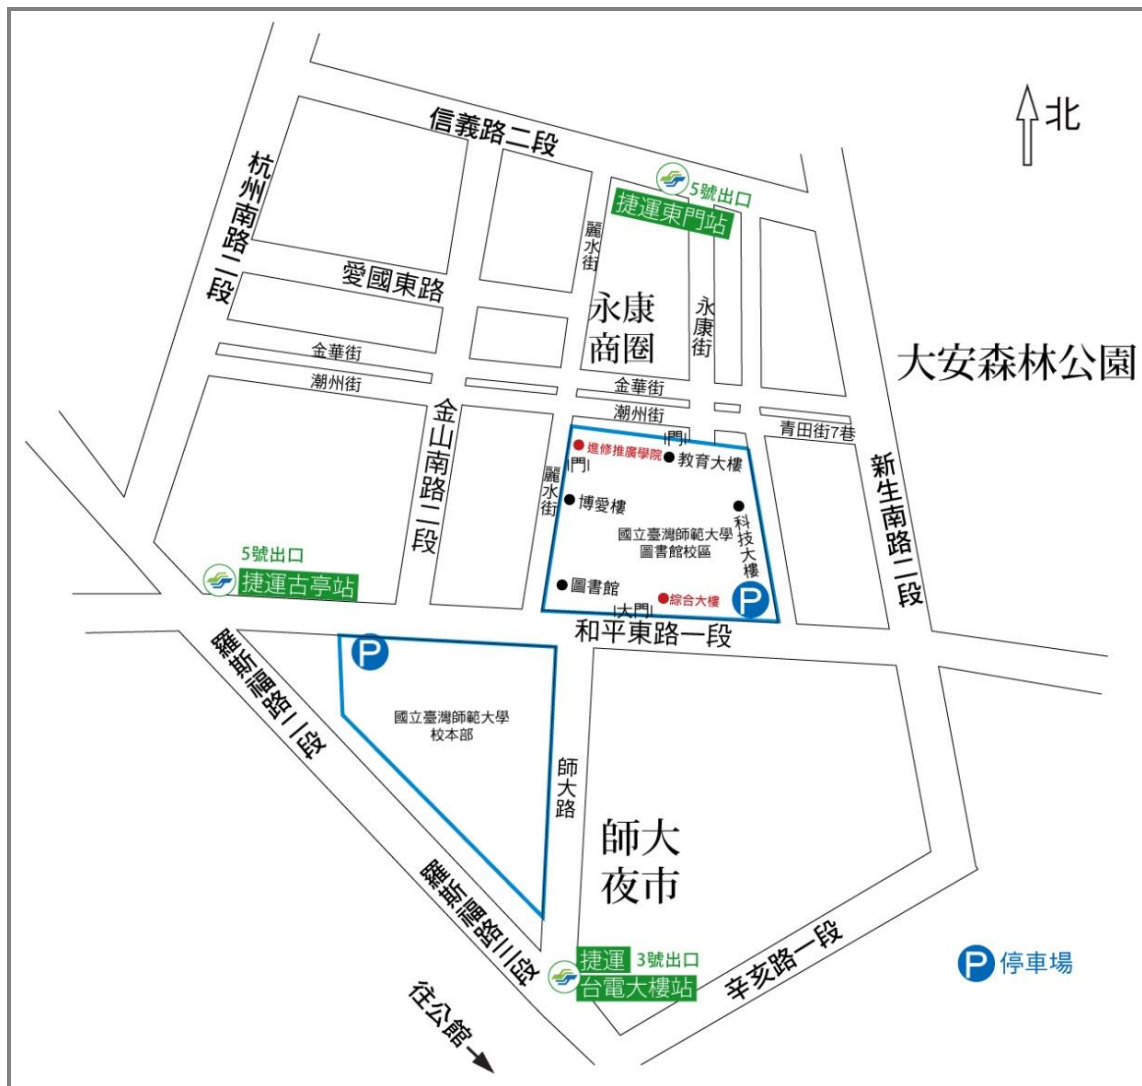 北
信義路二段
5號出口
捷運東門站
杭州南路二段
麗水街
愛國東路
永康
商圈
永康街
大安森林公園
金華街
金華街
潮州街
潮州街
青田街7巷
金山南路二段
|門|
進修推廣學院
教育大樓
|門|
麗水街
博愛樓
科技大樓
新生南路二段
國立臺灣師範大學
圖書館校區
5號出口
捷運古亭站
圖書館
綜合大樓
P
|大門|
和平東路一段
羅斯福路二段
P
國立臺灣師範大學
校本部
師大路
師大
夜市
羅斯福路三段
捷運 3號出口
台電大樓站
辛亥路一段
P 停車場
往公館